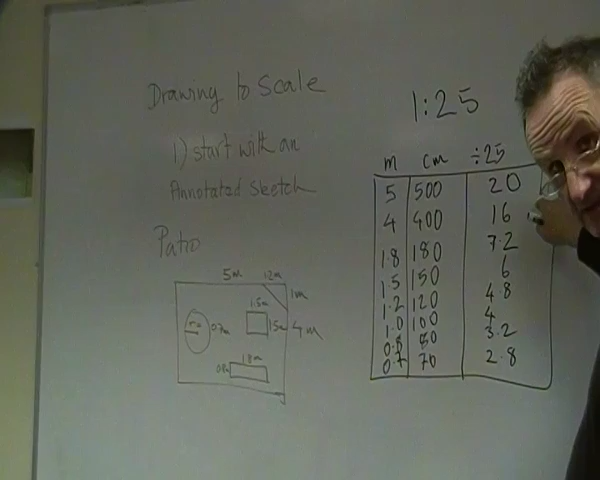 Drawing to Scale
1:25
1) start with an
Annotated Sketch
Patio
m cm ÷25
5 500 20
4 400 16
1.8 180 7.2
1.5 150 6
1.2 120 4.8
1.0 100 4
0.8 80 3.2
0.7 70 2.8
5m 1.2m
1m
1.5m
0.7m 1.5m 4m
1.8m
0.8m